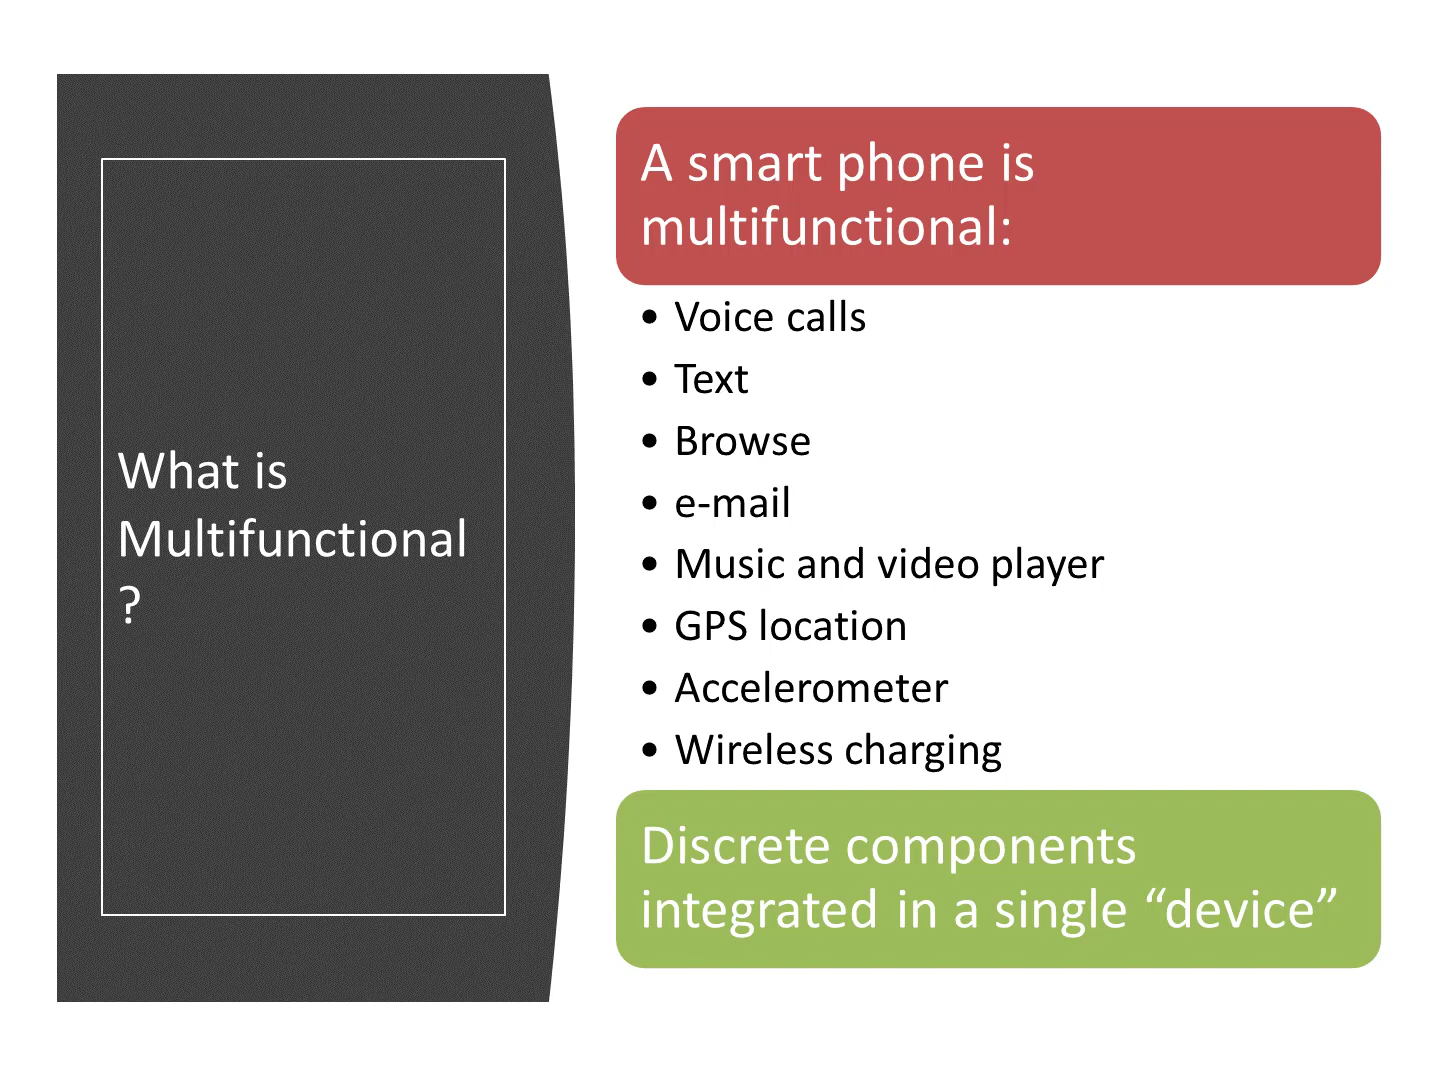 What is
Multifunctional
?
A smart phone is
multifunctional:
• Voice calls
• Text
• Browse
• e-mail
• Music and video player
• GPS location
• Accelerometer
• Wireless charging
Discrete components
integrated in a single “device”